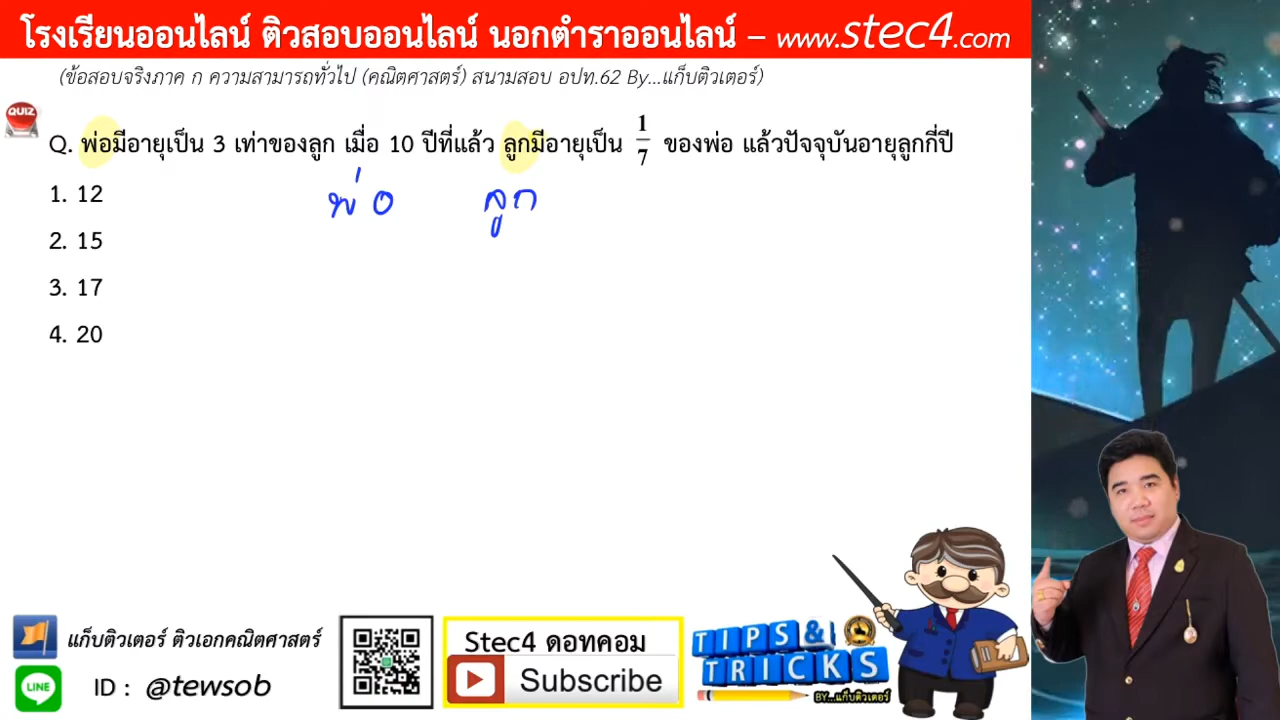 โรงเรียนออนไลน์ ติวสอบออนไลน์ นอกตำราออนไลน์ – www.stec4.com
(ข้อสอบจริงภาค ก ความสามารถทั่วไป (คณิตศาสตร์) สนามสอบ อปท.62 By...แก็บติวเตอร์)
QUIZ
Q. พ่อมีอายุเป็น 3 เท่าของลูก เมื่อ 10 ปีที่แล้ว ลูกมีอายุเป็น 1/7 ของพ่อ แล้วปัจจุบันอายุลูกกี่ปี
1. 12
พ่อ ลูก
2. 15
3. 17
4. 20
แก็บติวเตอร์ ติวเอกคณิตศาสตร์
LINE
ID : @tewsob
Stec4 ดอทคอม
Subscribe
TIPS &
TRICKS
BY...แก็บติวเตอร์